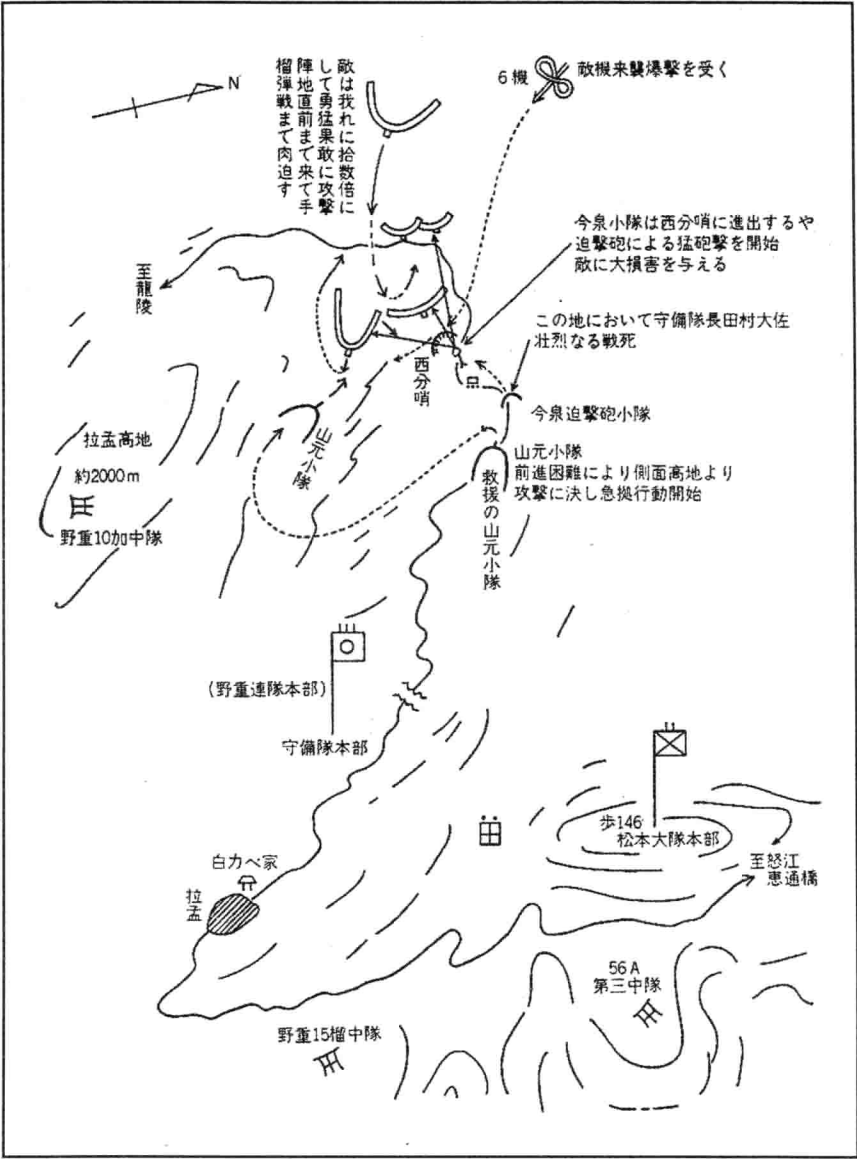 N
敵は我れに拾数倍に
して勇猛果敢に攻撃
陣地直前まで来て手
榴弾戦まで肉迫す
6機
敵機来襲爆撃を受く
今泉小隊は西分哨に進出するや
迫撃砲による猛砲撃を開始
敵に大損害を与える
至龍陵
この地において守備隊長田村大佐
壮烈なる戦死
西分哨
今泉迫撃砲小隊
山元小隊
拉孟高地
約2000m
野重10加中隊
山元小隊
前進困難により側面高地より
攻撃に決し急拠行動開始
救援の山元小隊
(野重連隊本部)
守備隊本部
歩146
松本大隊本部
至怒江
恵通橋
白カベ家
拉孟
56A
第三中隊
野重15榴中隊